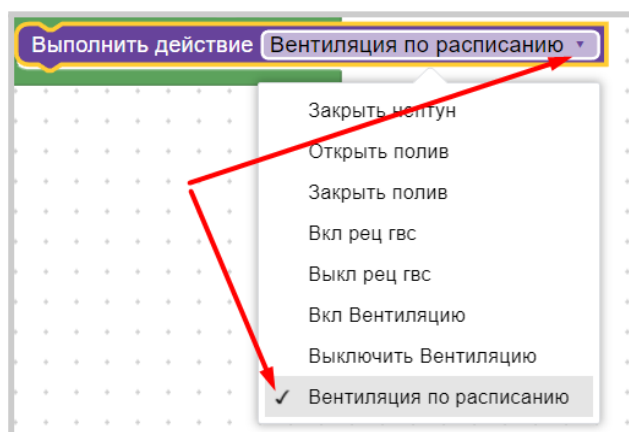 Выполнить действие Вентиляция по расписанию
Закрыть нептун
Открыть полив
Закрыть полив
Вкл рец гвс
Выкл рец гвс
Вкл Вентиляцию
Выключить Вентиляцию
✓ Вентиляция по расписанию